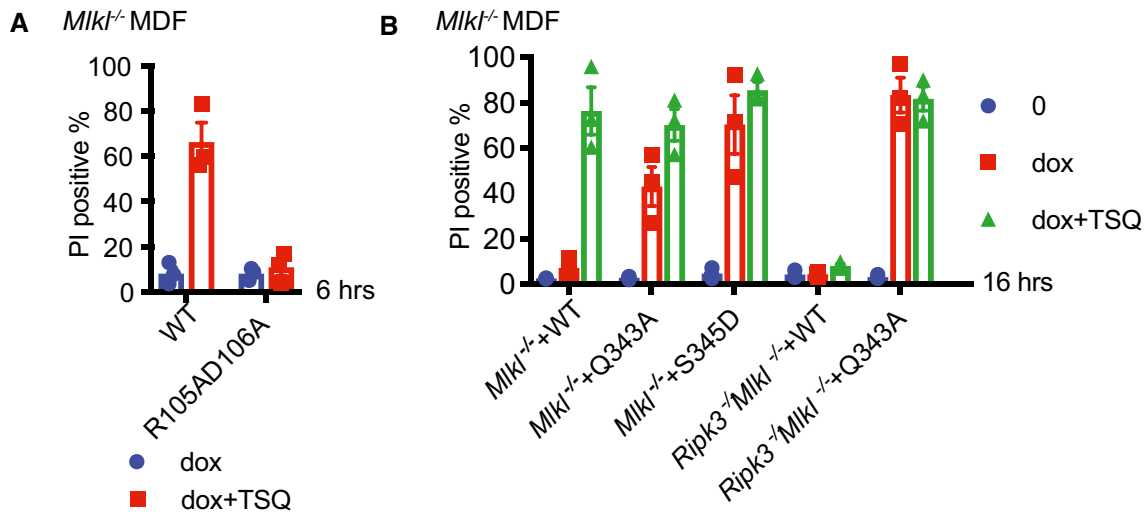 A
Mlkl-/- MDF
PI positive %
100
80
60
40
20
0
WT
R105AD106A
6 hrs
dox
dox+TSQ
B
Mlkl-/- MDF
PI positive %
100
80
60
40
20
0
Mlkl-/-+WT
Mlkl-/-+Q343A
Mlkl-/-+S345D
Ripk3-/-Mlkl -/-+WT
Ripk3-/-Mlkl -/-+Q343A
16 hrs
0
dox
dox+TSQ